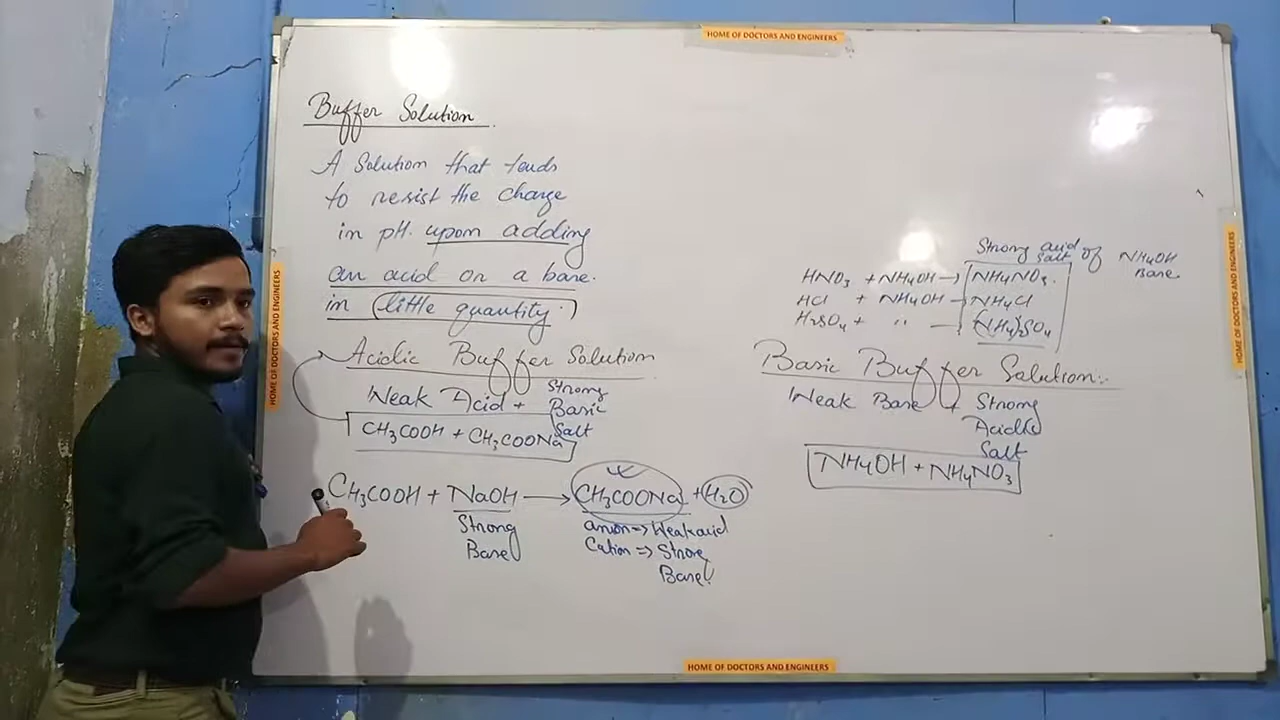 HOME OF DOCTORS AND ENGINEERS
Buffer Solution
A Solution that tends
to resist the change
in pH. upon adding
an acid or a base.
in (little quantity.)
Acidic Buffer Solution
Weak Acid + Strong Basic Salt
CH₃COOH + CH₃COONa
CH₃COOH + NaOH ⟶ CH₃COONa + H₂O
Strong
Base
anion => Weak acid
Cation => Strong
Base!
Strong acid salt of NH₄OH Base
HNO₃ + NH₄OH → NH₄NO₃.
HCl + NH₄OH → NH₄Cl
H₂SO₄ + " → (NH₄)₂SO₄
Basic Buffer Solution:-
Weak Base + Strong
Acidic
Salt
NH₄OH + NH₄NO₃
HOME OF DOCTORS AND ENGINEERS
HOME OF DOCTORS AND ENGINEERS
HOME OF DOCTORS AND ENGINEERS